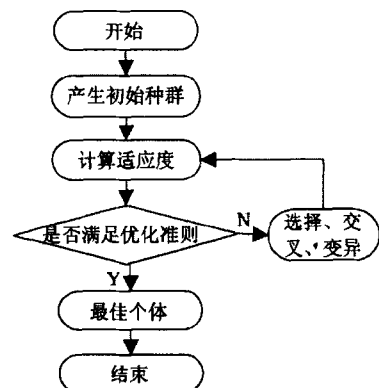 开始
产生初始种群
计算适应度
是否满足优化准则
N
选择、交
叉、变异
Y
最佳个体
结束